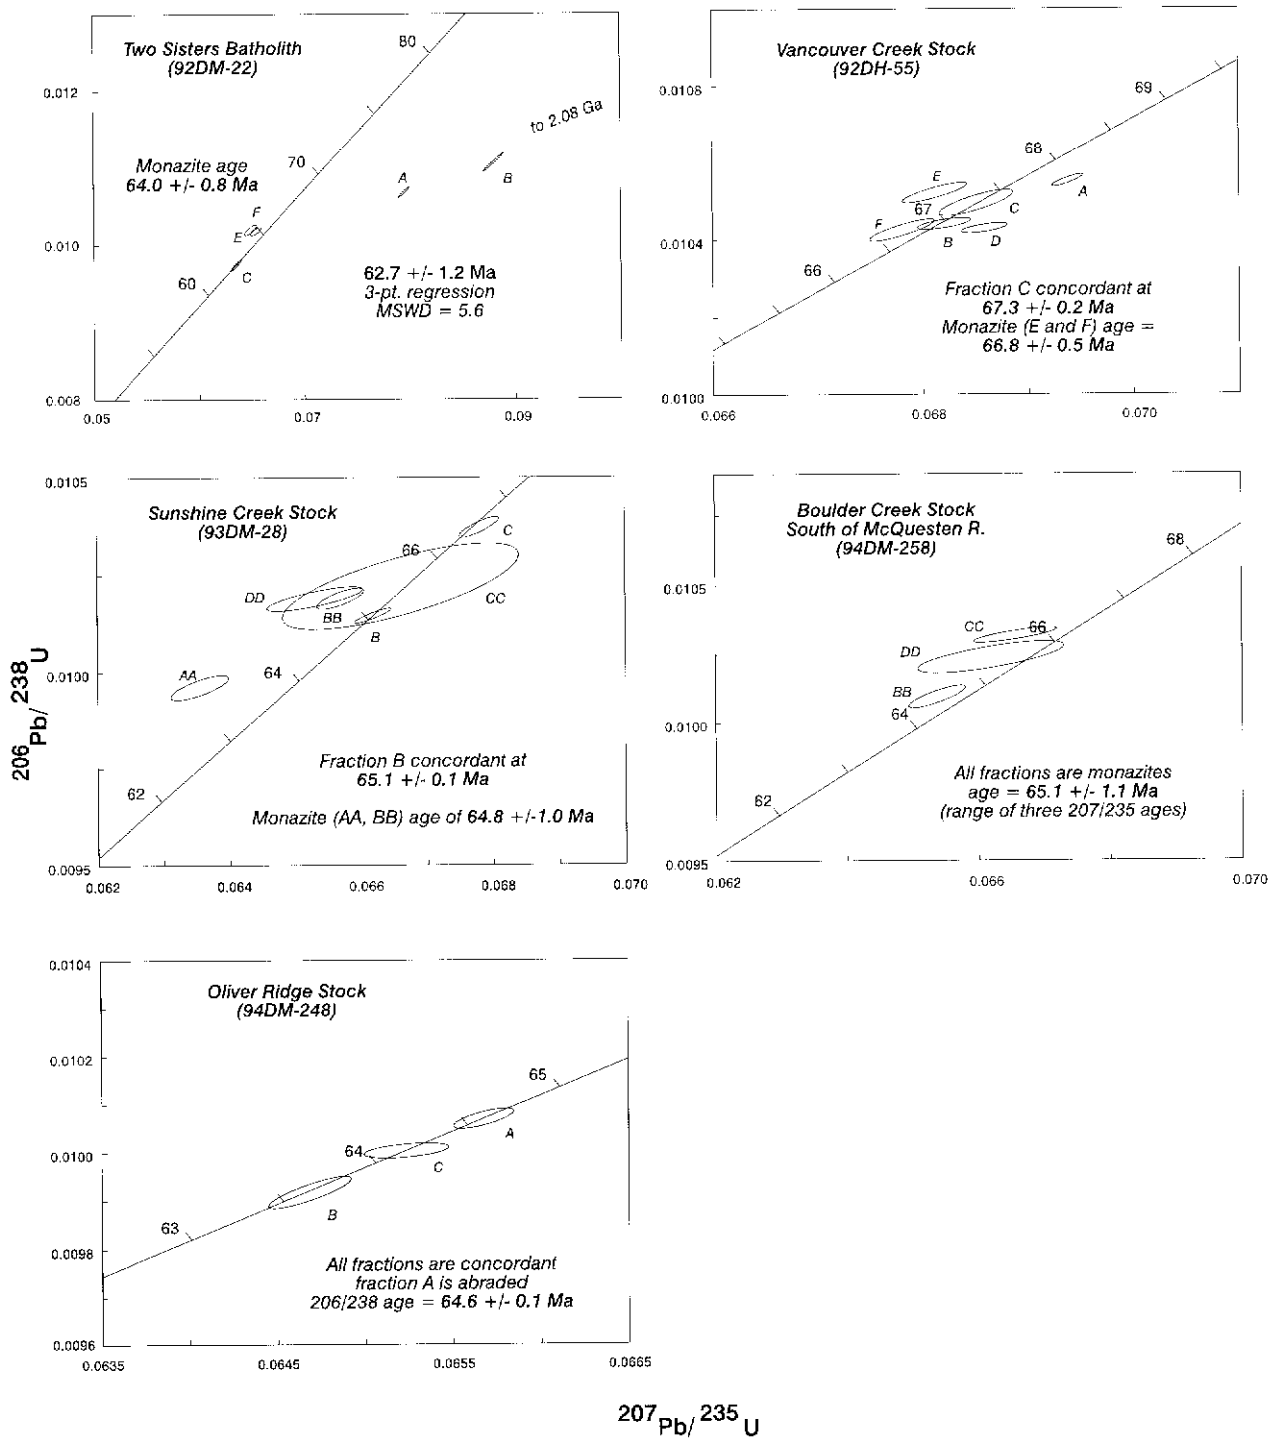 Two Sisters Batholith
(92DM-22)
80
0.012
to 2.08 Ga
70
Monazite age
64.0 +/- 0.8 Ma
A
B
F
E
0.010
C
60
62.7 +/- 1.2 Ma
3-pt. regression
MSWD = 5.6
0.008
0.05
0.07
0.09
Vancouver Creek Stock
(92DH-55)
0.0108
69
68
E
A
67
C
F
B
D
0.0104
66
Fraction C concordant at
67.3 +/- 0.2 Ma
Monazite (E and F) age =
66.8 +/- 0.5 Ma
0.0100
0.066
0.068
0.070
0.0105
Sunshine Creek Stock
(93DM-28)
C
66
DD
BB
CC
B
0.0100
AA
64
Fraction B concordant at
65.1 +/- 0.1 Ma
62
Monazite (AA, BB) age of 64.8 +/-1.0 Ma
0.0095
0.062
0.064
0.066
0.068
0.070
Boulder Creek Stock
South of McQuesten R.
(94DM-258)
68
0.0105
CC
66
DD
BB
64
0.0100
All fractions are monazites
age = 65.1 +/- 1.1 Ma
(range of three 207/235 ages)
62
0.0095
0.062
0.066
0.070
206Pb/ 238U
0.0104
Oliver Ridge Stock
(94DM-248)
0.0102
65
A
64
0.0100
C
B
63
0.0098
All fractions are concordant
fraction A is abraded
206/238 age = 64.6 +/- 0.1 Ma
0.0096
0.0635
0.0645
0.0655
0.0665
207Pb/ 235U